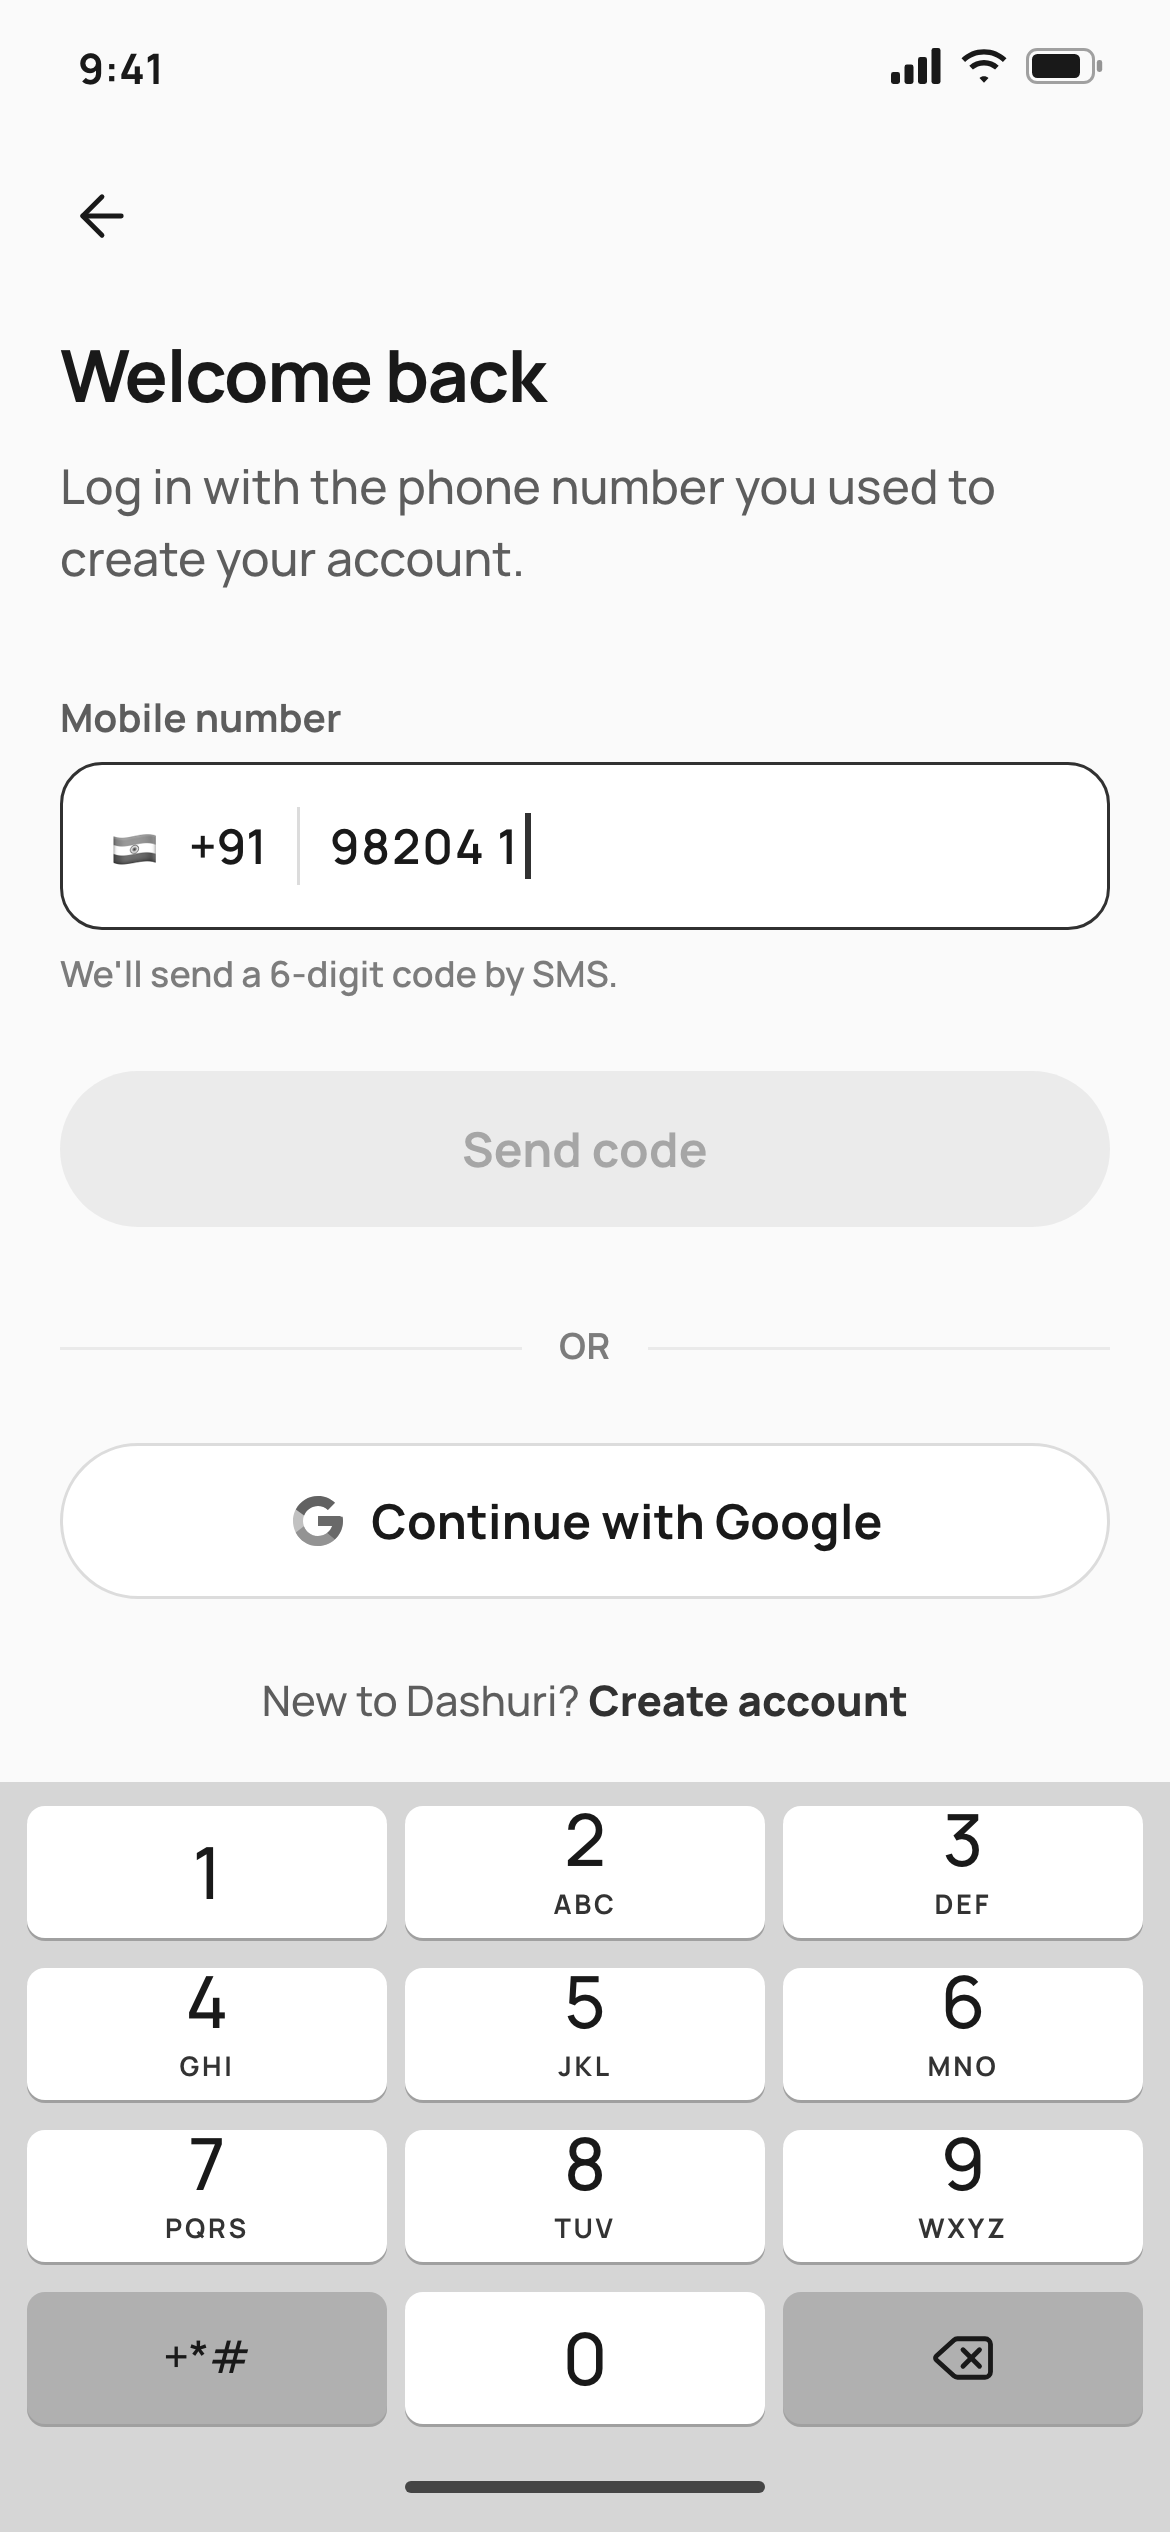 9:41
Welcome back
Log in with the phone number you used to
create your account.
Mobile number
+91 98204 1
We'll send a 6-digit code by SMS.
Send code
OR
Continue with Google
New to Dashuri? Create account
1 2 3
ABC DEF
4 5 6
GHI JKL MNO
7 8 9
PQRS TUV WXYZ
+*# 0